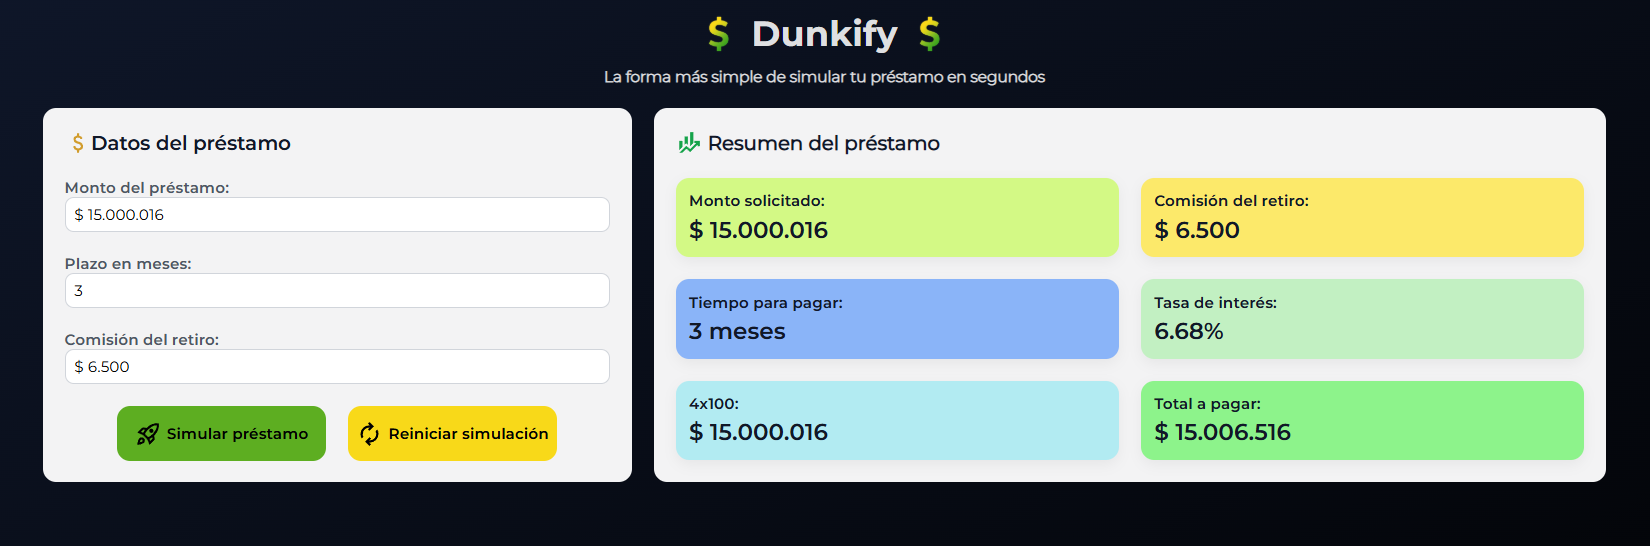 $ Dunkify $
La forma más simple de simular tu préstamo en segundos
$ Datos del préstamo
Monto del préstamo:
$ 15.000.016
Plazo en meses:
3
Comisión del retiro:
$ 6.500
Simular préstamo
Reiniciar simulación
Resumen del préstamo
Monto solicitado:
$ 15.000.016
Comisión del retiro:
$ 6.500
Tiempo para pagar:
3 meses
Tasa de interés:
6.68%
4x100:
$ 15.000.016
Total a pagar:
$ 15.006.516